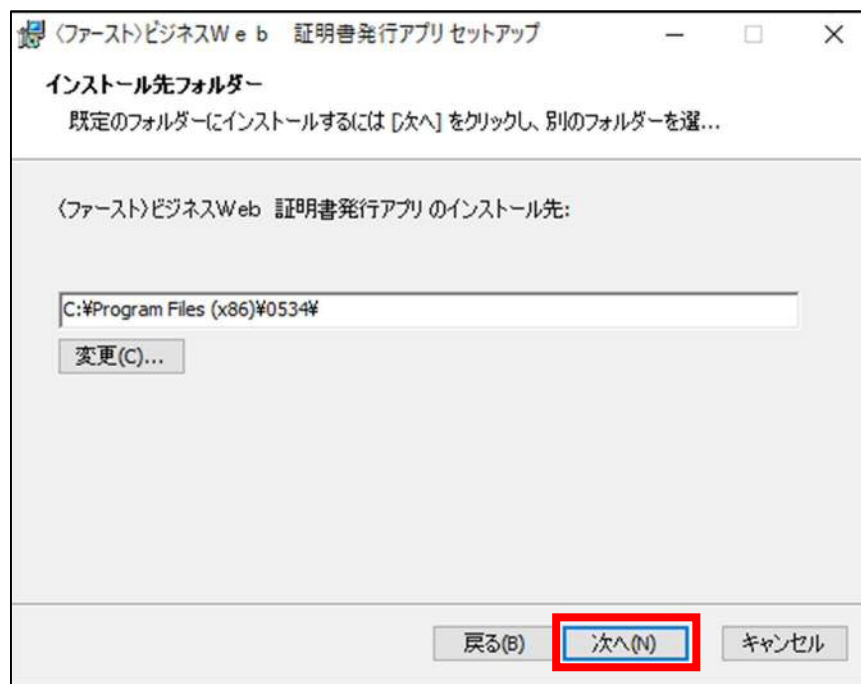 〈ファースト〉ビジネスWeb 証明書発行アプリ セットアップ
インストール先フォルダー
既定のフォルダーにインストールするには [次へ] をクリックし、別のフォルダーを選...
〈ファースト〉ビジネスWeb 証明書発行アプリ のインストール先:
C:¥Program Files (x86)¥0534¥
変更(C)...
戻る(B) 次へ(N) キャンセル